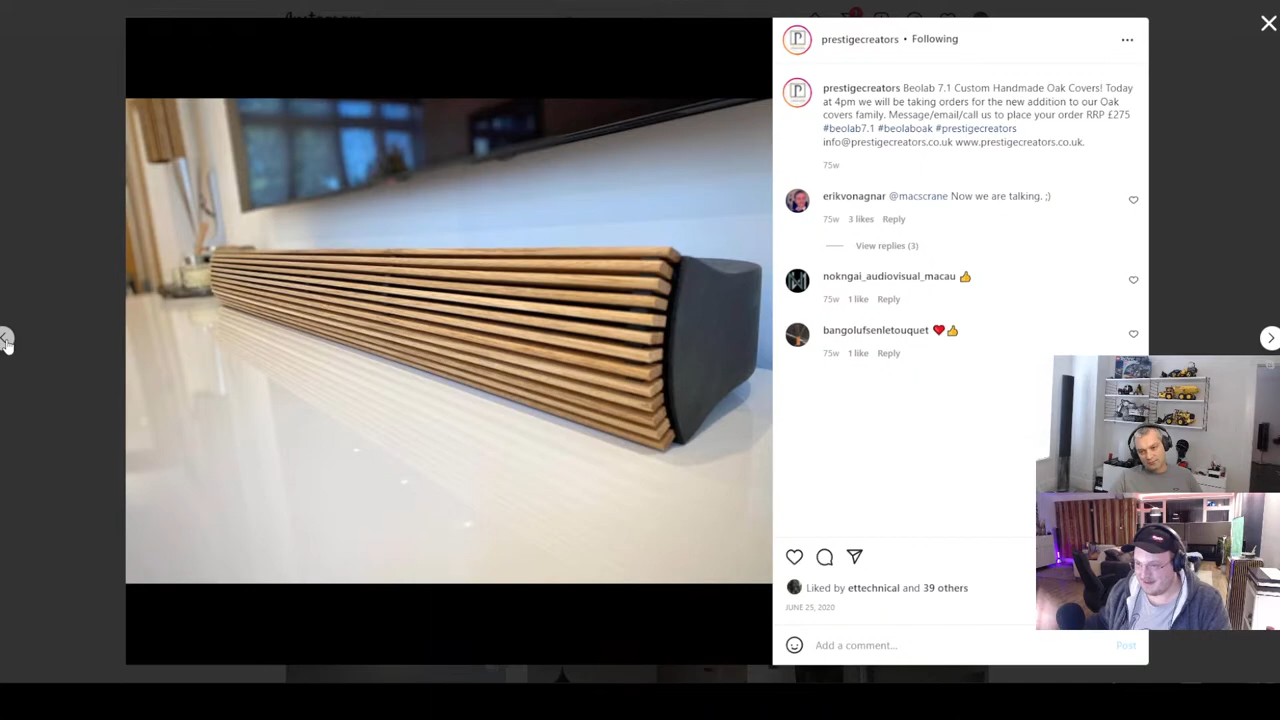 prestigecreators • Following
prestigecreators Beolab 7.1 Custom Handmade Oak Covers! Today
at 4pm we will be taking orders for the new addition to our Oak
covers family. Message/email/call us to place your order RRP £275
#beolab7.1 #beolaboak #prestigecreators
info@prestigecreators.co.uk www.prestigecreators.co.uk.
75w
erikvonagnar @macscrane Now we are talking. ;)
75w 3 likes Reply
View replies (3)
nokngai_audiovisual_macau 👍
75w 1 like Reply
bangolufsenletouquet ❤️👍
75w 1 like Reply
Liked by ettechnical and 39 others
JUNE 25, 2020
Add a comment...
Post